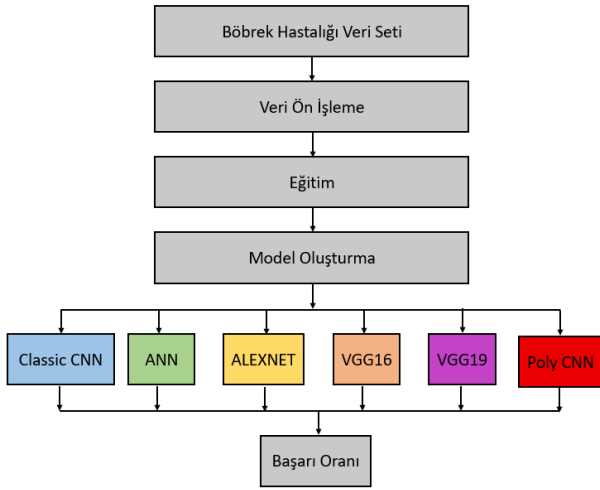 Böbrek Hastalığı Veri Seti
Veri Ön İşleme
Eğitim
Model Oluşturma
Classic CNN
ANN
ALEXNET
VGG16
VGG19
Poly CNN
Başarı Oranı